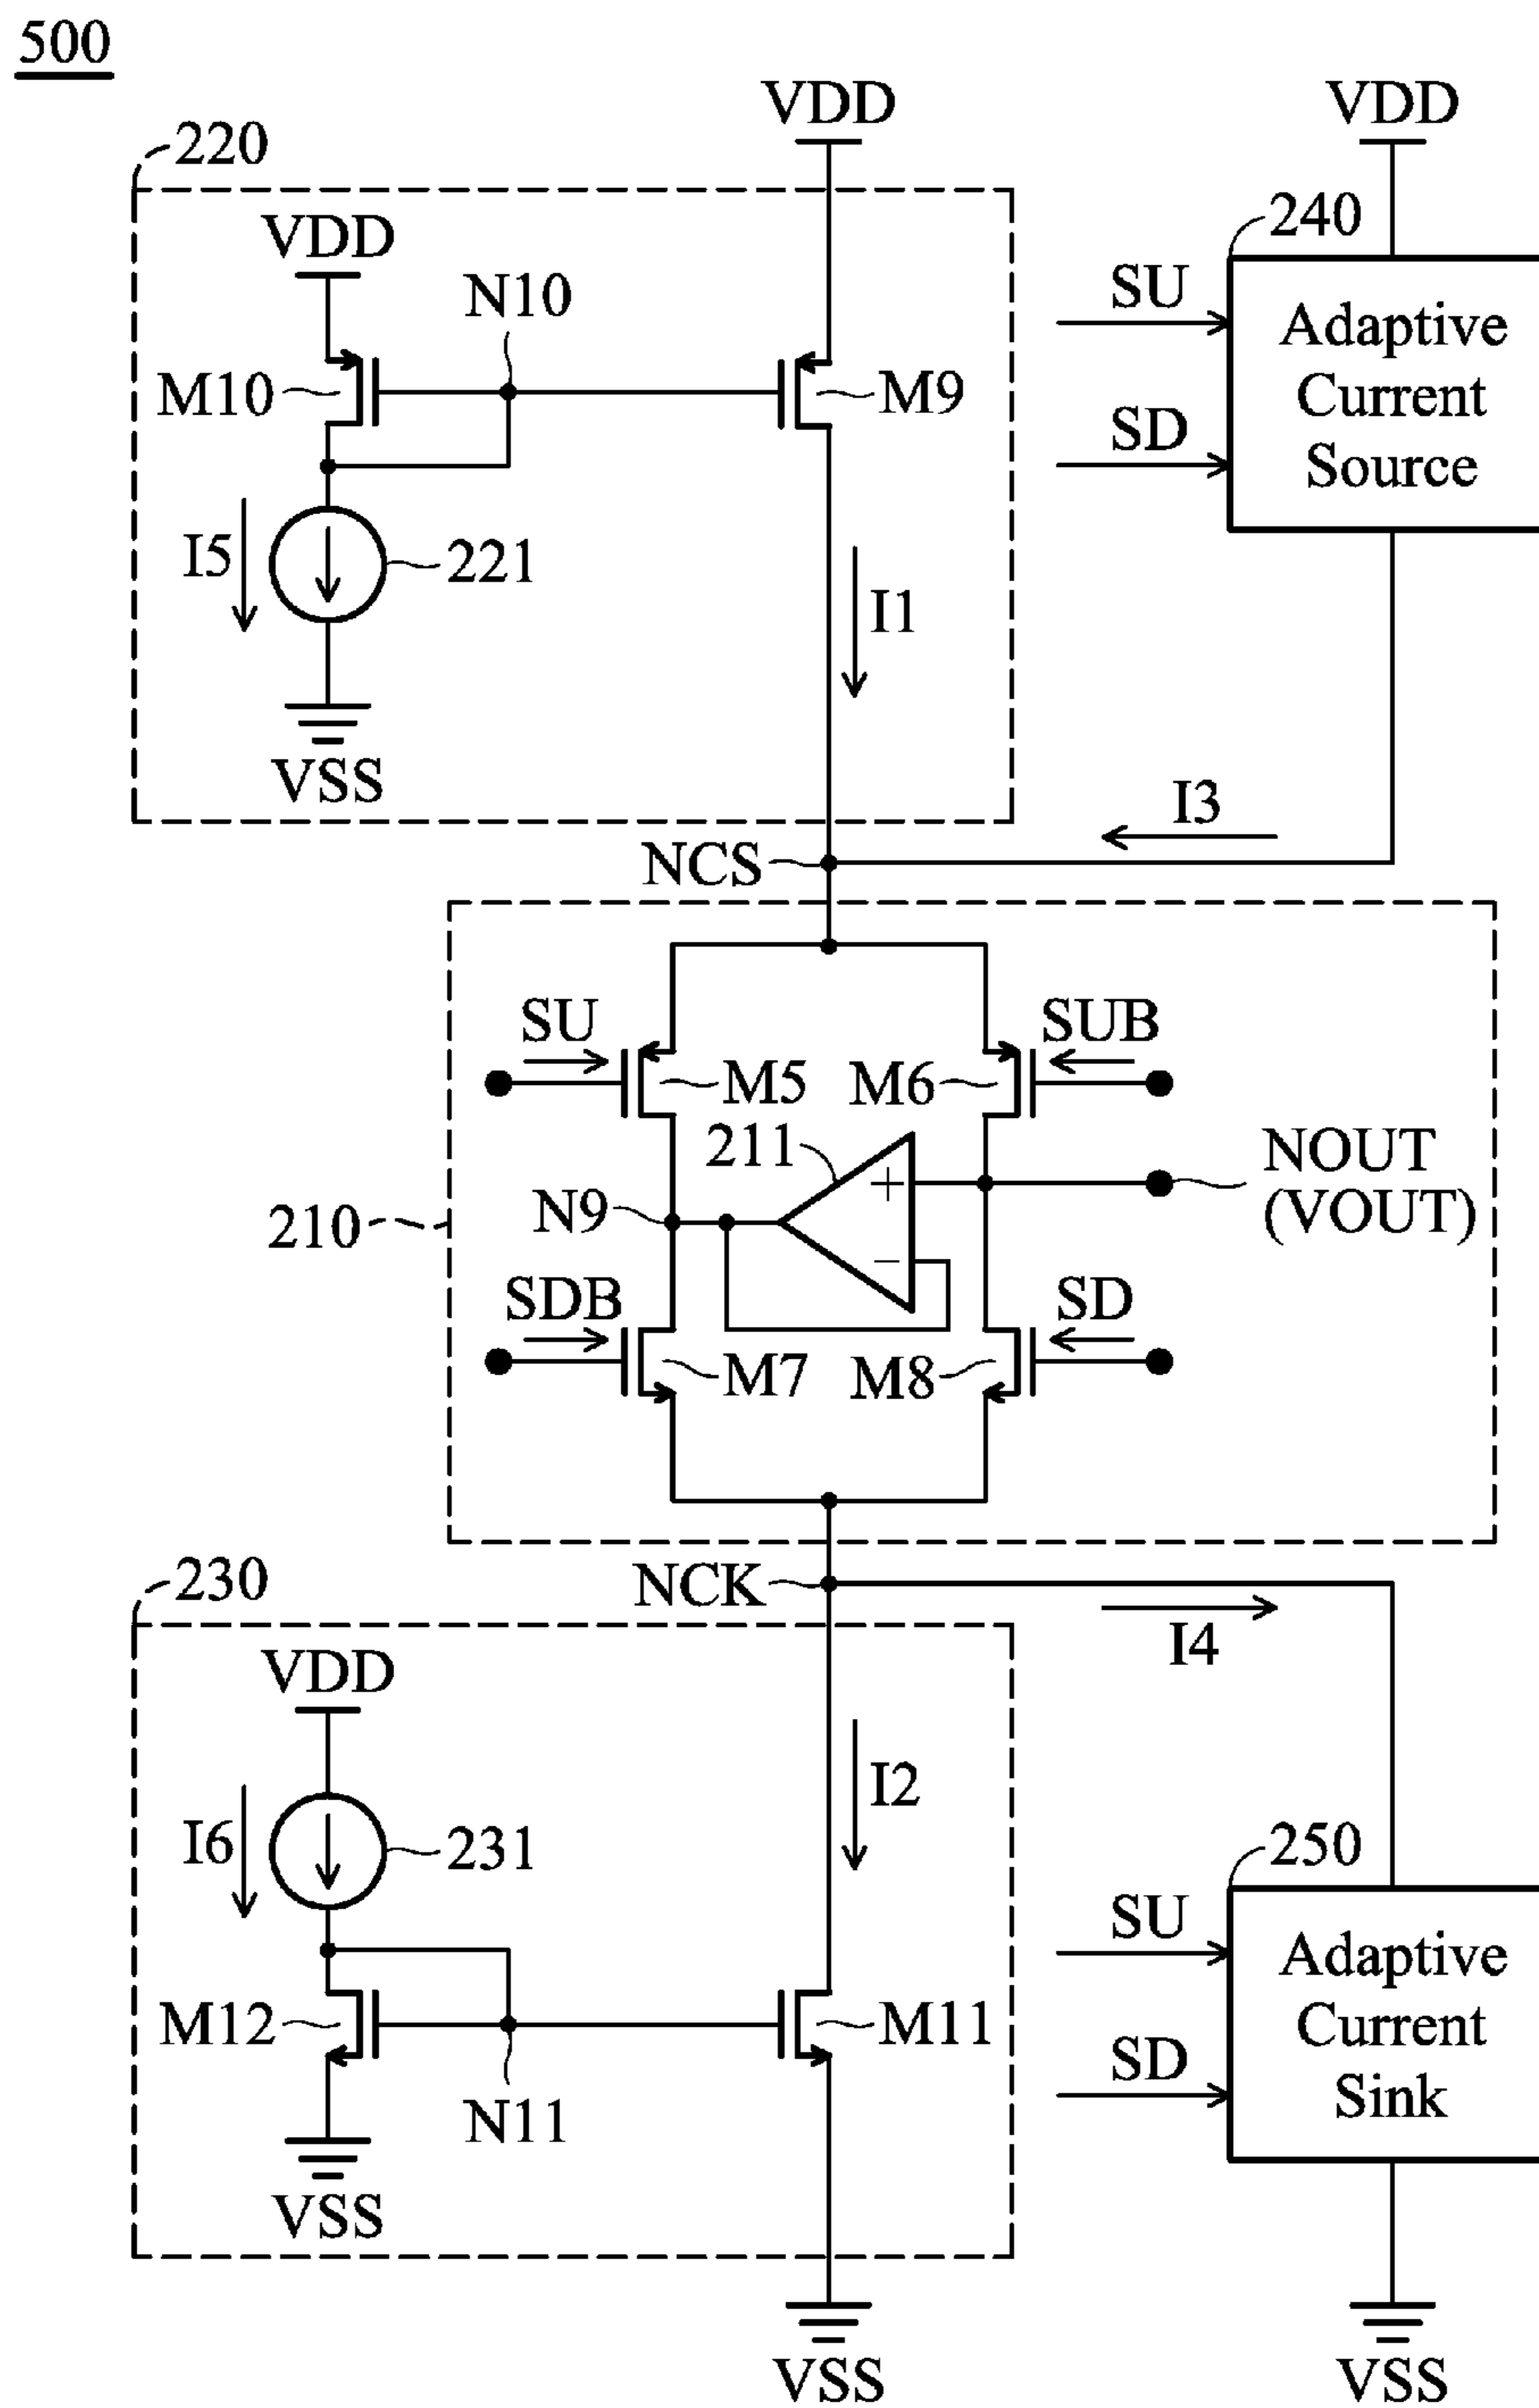 500
VDD
VDD
220
240
VDD
N10
SU
Adaptive
Current
Source
M10
M9
SD
I5
221
I1
VSS
I3
NCS
SU
SUB
M5
M6
211
NOUT
(VOUT)
+
N9
210
−
SDB
SD
M7
M8
230
NCK
I4
VDD
I2
I6
231
250
SU
Adaptive
Current
Sink
M12
M11
SD
N11
VSS
VSS
VSS